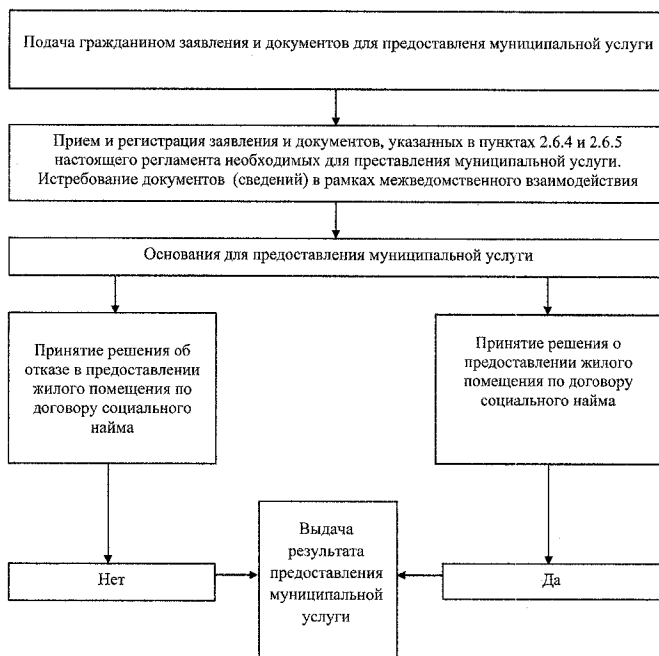 Подача гражданином заявления и документов для предоставленя муниципальной услуги
Прием и регистрация заявления и документов, указанных в пунктах 2.6.4 и 2.6.5
настоящего регламента необходимых для преставления муниципальной услуги.
Истребование документов (сведений) в рамках межведомственного взаимодействия
Основания для предоставления муниципальной услуги
Принятие решения об
отказе в предоставлении
жилого помещения по
договору социального
найма
Принятие решения о
предоставлении жилого
помещения по договору
социального найма
Нет
Выдача
результата
предоставления
муниципальной
услуги
Да